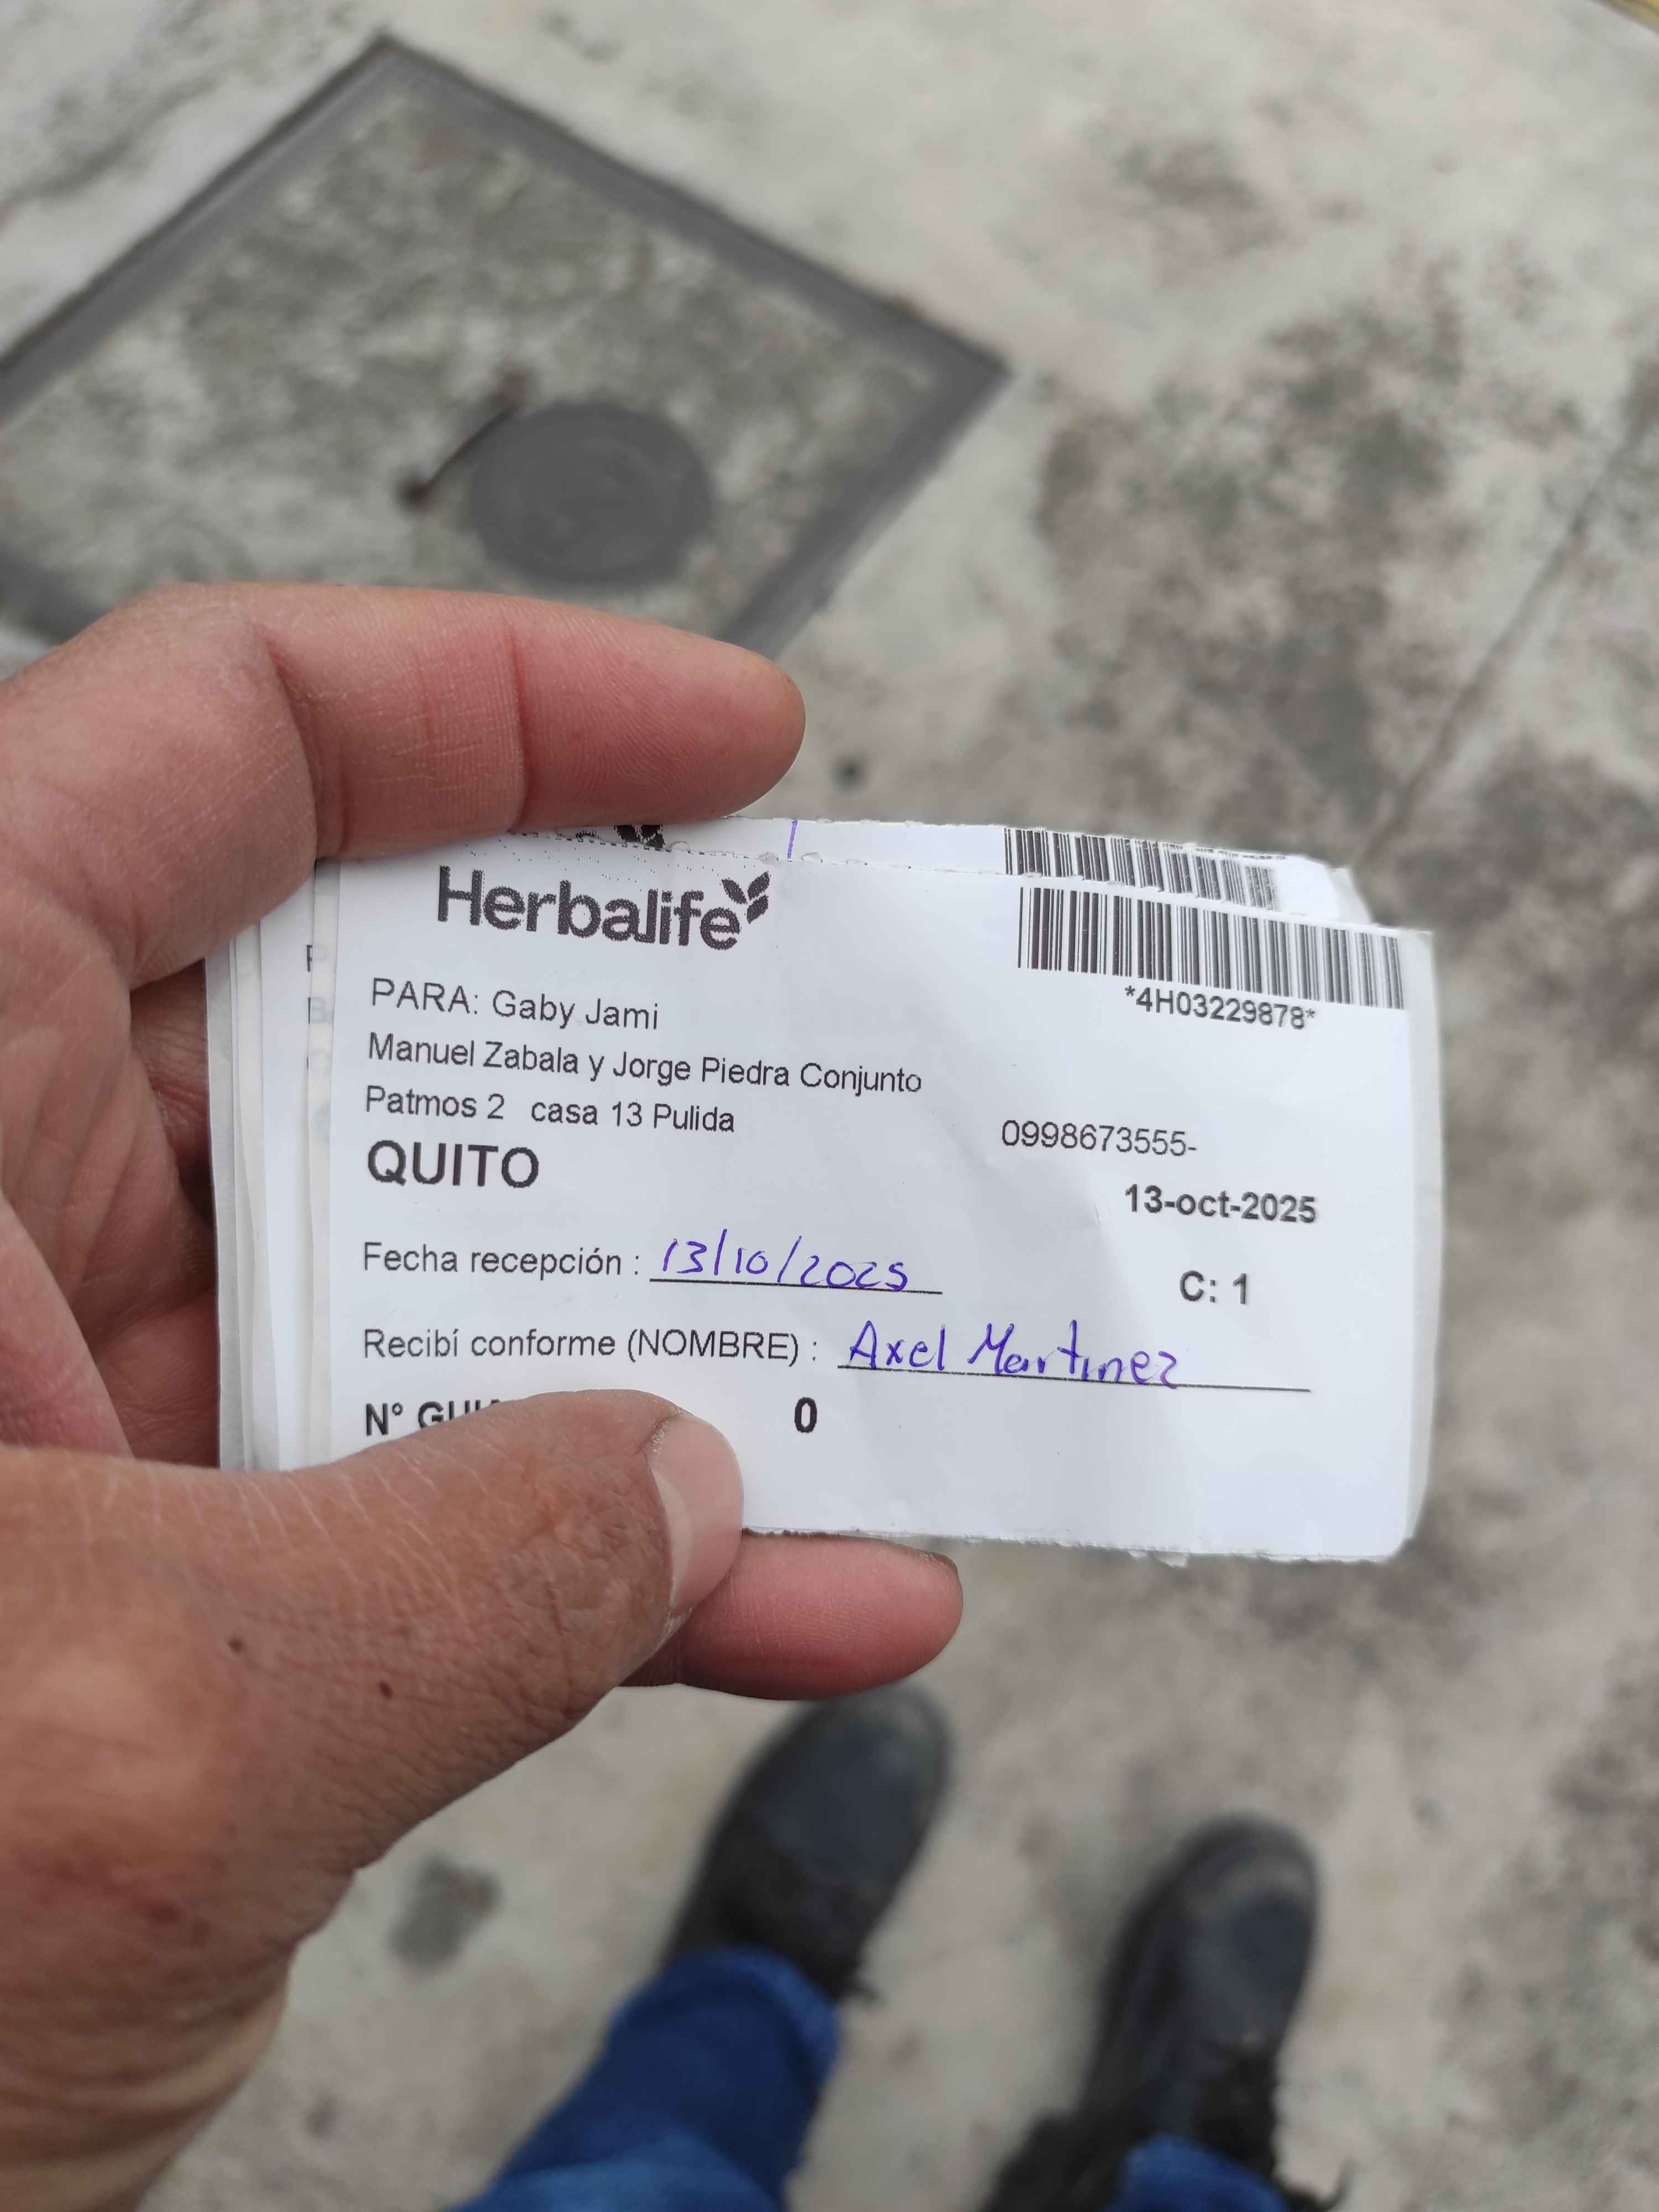 Herbalife
*4H03229878*
PARA: Gaby Jami
Manuel Zabala y Jorge Piedra Conjunto
Patmos 2 casa 13 Pulida
0998673555-
QUITO
13-oct-2025
Fecha recepción : 13/10/2025
C: 1
Recibí conforme (NOMBRE) : Axel Martinez
N° 0